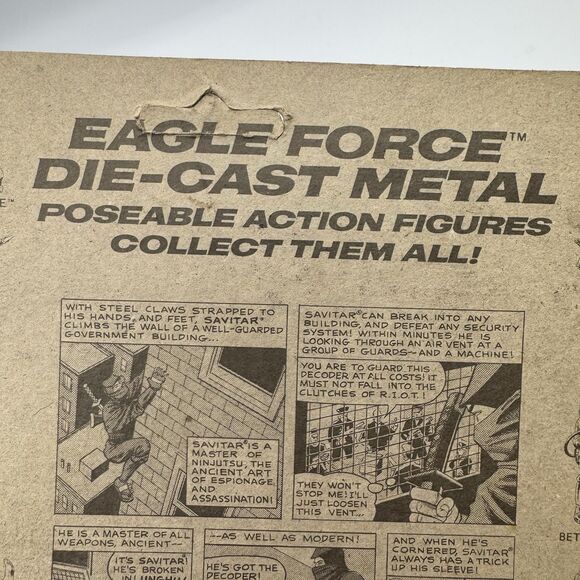 EAGLE FORCE™
DIE-CAST METAL
POSEABLE ACTION FIGURES
COLLECT THEM ALL!
WITH STEEL CLAWS STRAPPED TO
HIS HANDS, AND FEET, SAVITAR®
CLIMBS THE WALL OF A WELL-GUARDED
GOVERNMENT BUILDING...
SAVITAR® IS A
MASTER OF
NINJUTSU, THE
ANCIENT ART
OF ESPIONAGE,
AND
ASSASSINATION!
SAVITAR® CAN BREAK INTO ANY
BUILDING, AND DEFEAT ANY SECURITY
SYSTEM! WITHIN MINUTES HE IS
LOOKING THROUGH AN AIR VENT AT A
GROUP OF GUARDS—AND A MACHINE!
YOU ARE TO GUARD THIS
DECODER AT ALL COSTS! IT
MUST NOT FALL INTO THE
CLUTCHES OF R.I.O.T.!
THEY WON'T
STOP ME! I'LL
JUST LOOSEN
THIS VENT...
HE IS A MASTER OF ALL
WEAPONS, ANCIENT—
IT'S SAVITAR!
HE'S BROKEN
—AS WELL AS MODERN!
HE'S GOT THE
DECODER!
AND WHEN HE'S
CORNERED, SAVITAR®
ALWAYS HAS A TRICK
UP HIS SLEEVE!
BET